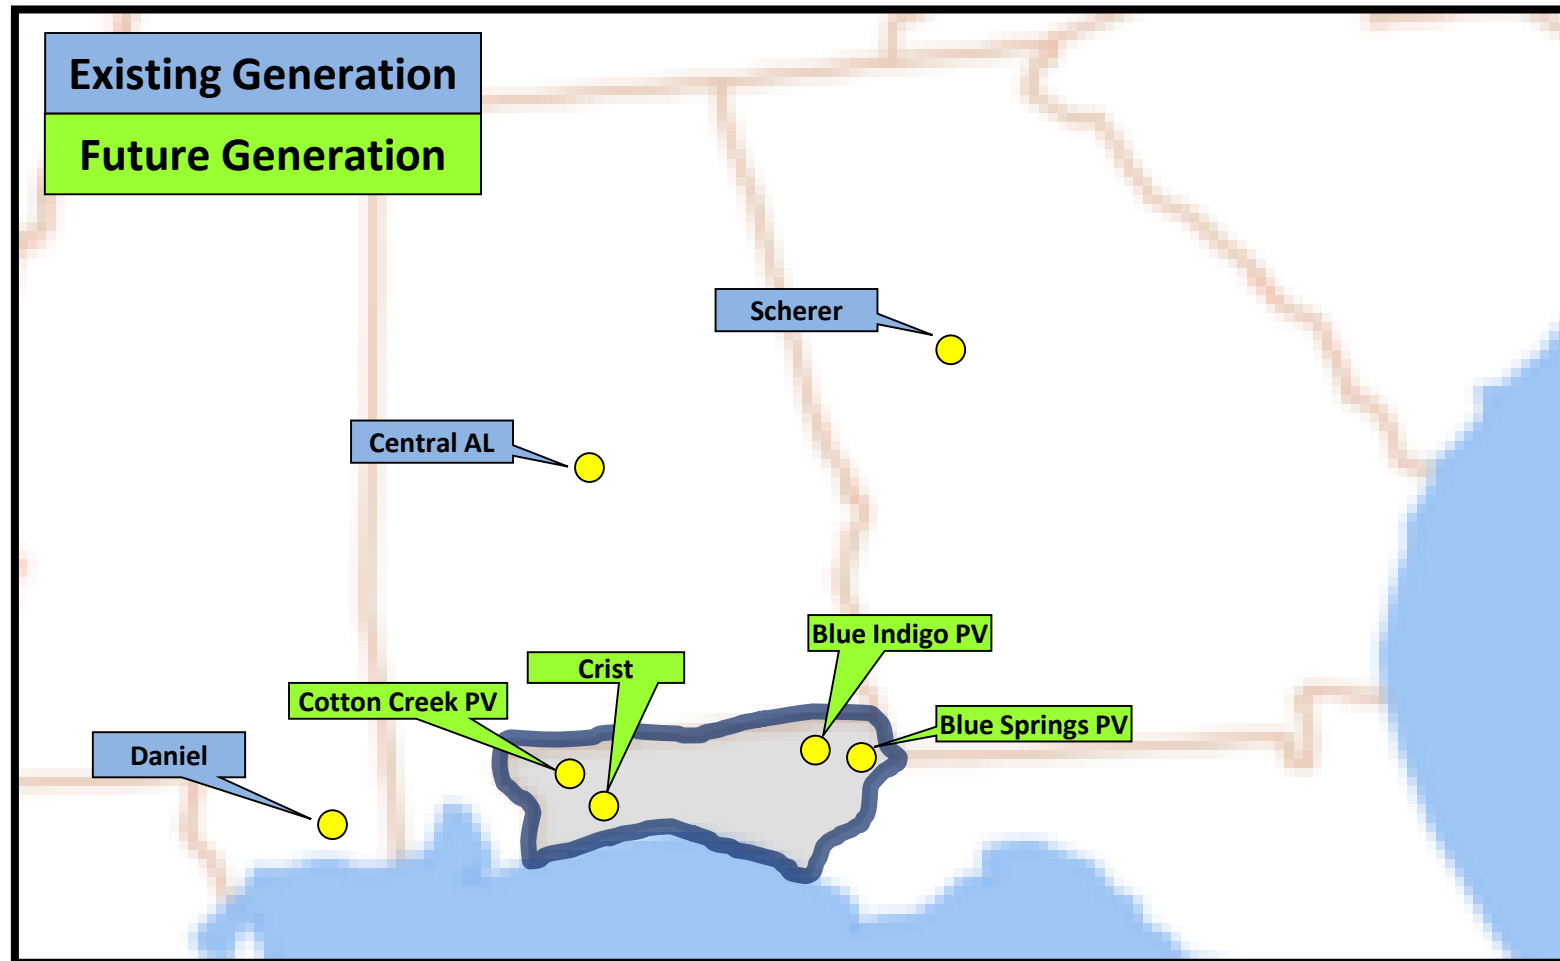 Existing Generation
Future Generation
Scherer
Central AL
Blue Indigo PV
Crist
Cotton Creek PV
Blue Springs PV
Daniel